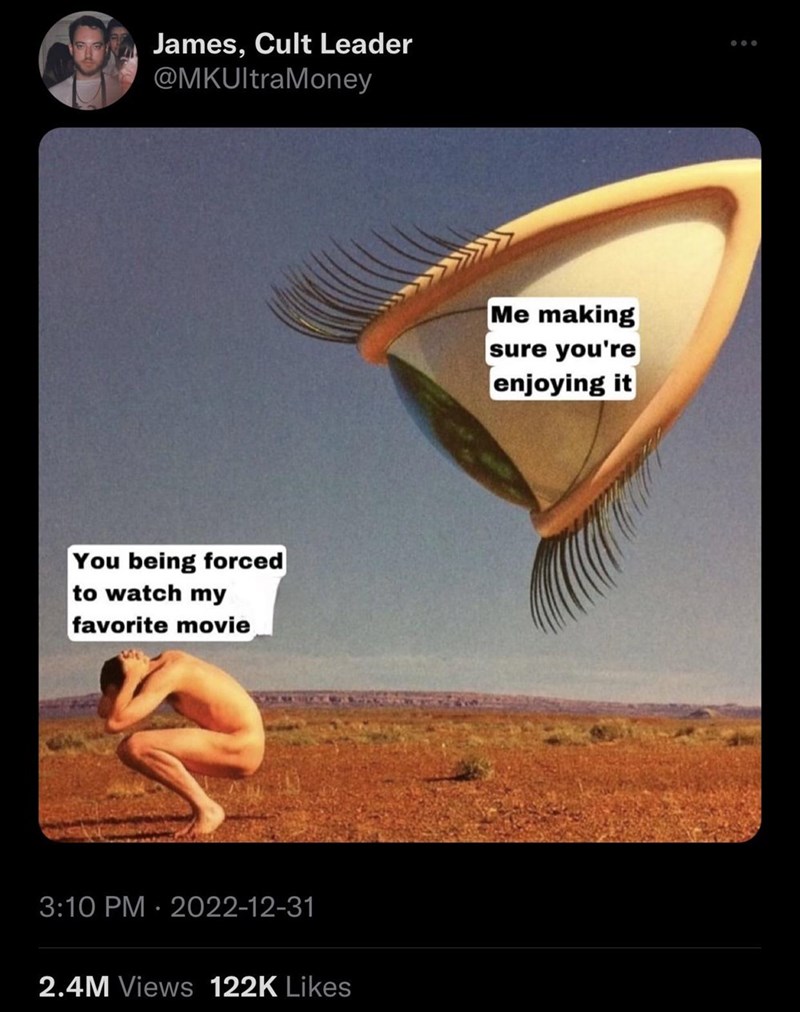 James, Cult Leader
@MKUltraMoney
Me making
sure you're
enjoying it
You being forced
to watch my
favorite movie
3:10 PM · 2022-12-31
2.4M Views 122K Likes